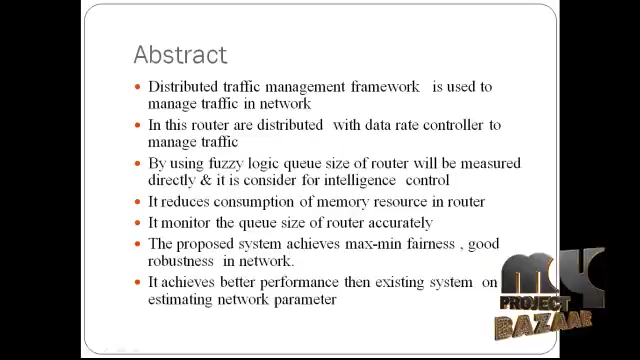 Abstract
Distributed traffic management framework is used to
manage traffic in network
In this router are distributed with data rate controller to
manage traffic
By using fuzzy logic queue size of router will be measured
directly & it is consider for intelligence control
It reduces consumption of memory resource in router
It monitor the queue size of router accurately
The proposed system achieves max-min fairness , good
robustness in network.
It achieves better performance then existing system on
estimating network parameter
MY
PROJECT
BAZAAR